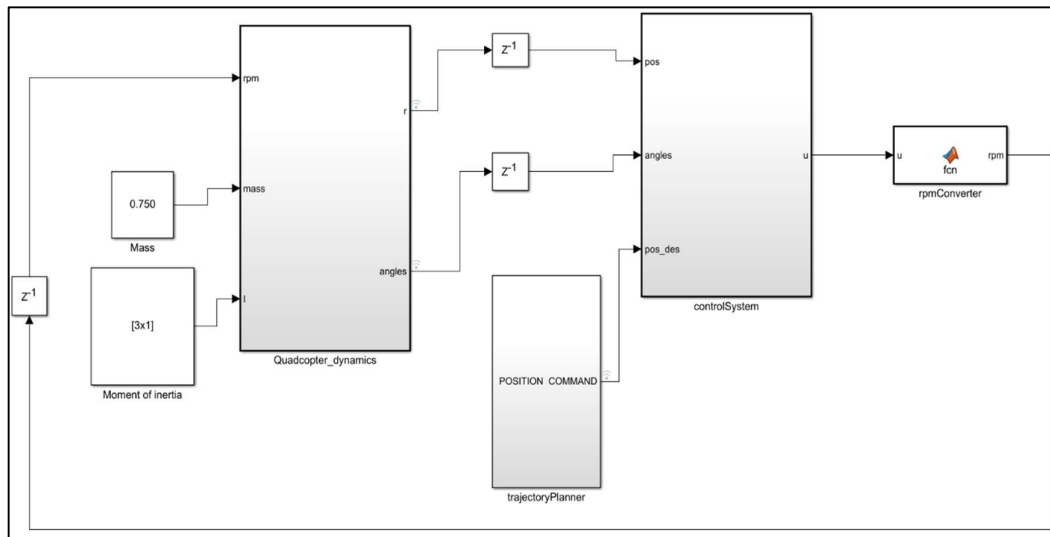 rpm
mass
I
r
angles
Quadcopter_dynamics
0.750
Mass
[3x1]
Moment of inertia
Z-1
Z-1
Z-1
pos
angles
pos_des
u
controlSystem
POSITION COMMAND
trajectoryPlanner
u
fcn
rpm
rpmConverter